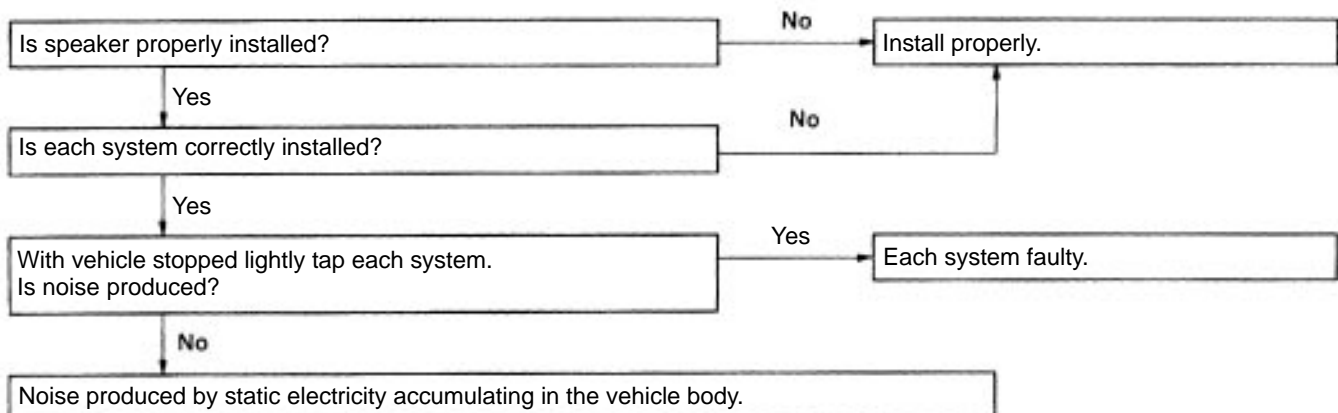 Is speaker properly installed?
No
Install properly.
Yes
Is each system correctly installed?
No
Yes
With vehicle stopped lightly tap each system.
Is noise produced?
Yes
Each system faulty.
No
Noise produced by static electricity accumulating in the vehicle body.